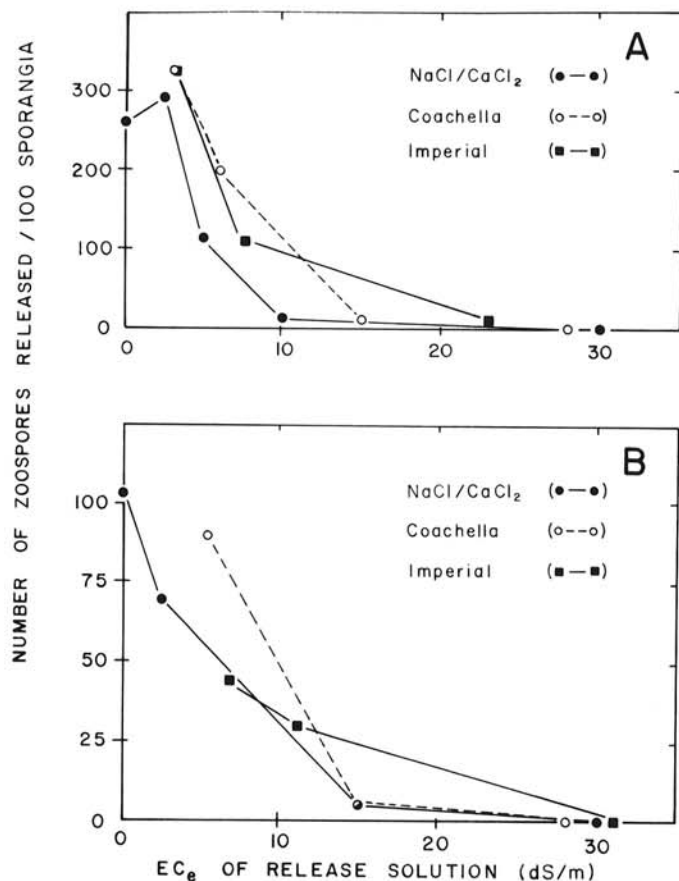 NUMBER OF ZOOSPORES RELEASED / 100 SPORANGIA
A
300
200
100
0
NaCl/CaCl₂ (●—●)
Coachella (○--○)
Imperial (■—■)
0 10 20 30
B
100
75
50
25
0
NaCl/CaCl₂ (●—●)
Coachella (○--○)
Imperial (■—■)
0 10 20 30
ECₑ OF RELEASE SOLUTION (dS/m)